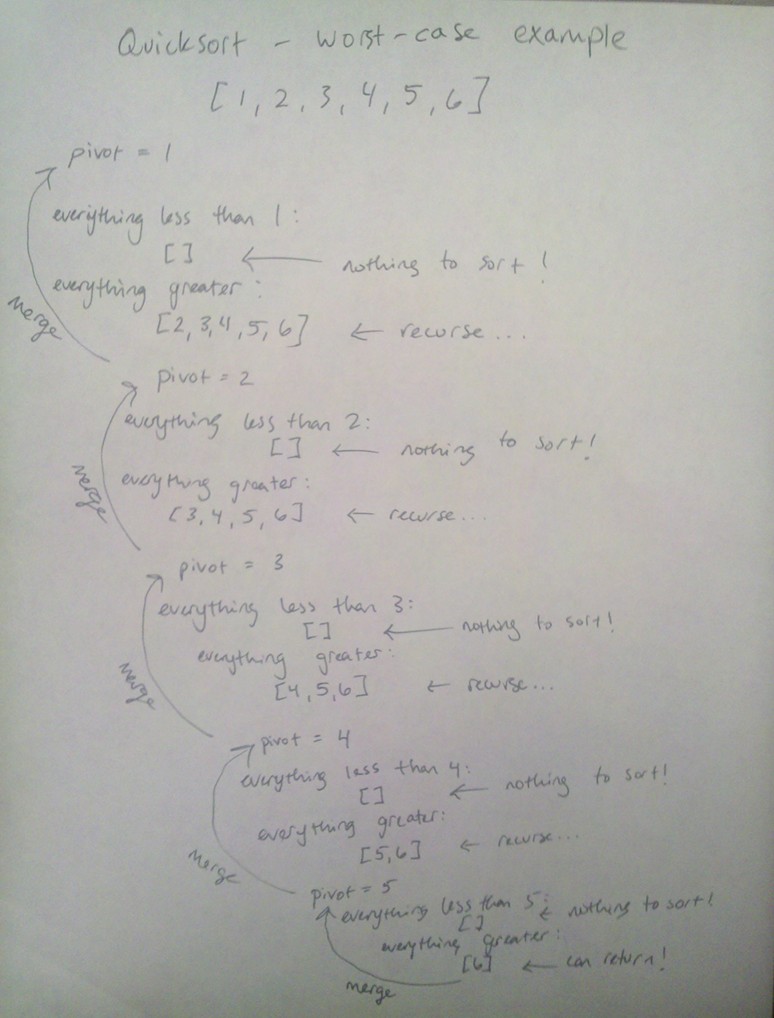 Quicksort - worst-case example
[1, 2, 3, 4, 5, 6]
pivot = 1
everything less than 1:
[] ← nothing to sort!
everything greater:
[2, 3, 4, 5, 6] ← recurse...
merge
pivot = 2
everything less than 2:
[] ← nothing to sort!
everything greater:
[3, 4, 5, 6] ← recurse...
merge
pivot = 3
everything less than 3:
[] ← nothing to sort!
everything greater:
[4, 5, 6] ← recurse...
merge
pivot = 4
everything less than 4:
[] ← nothing to sort!
everything greater:
[5, 6] ← recurse...
merge
pivot = 5
everything less than 5:
[] ← nothing to sort!
everything greater:
[6] ← can return!
merge